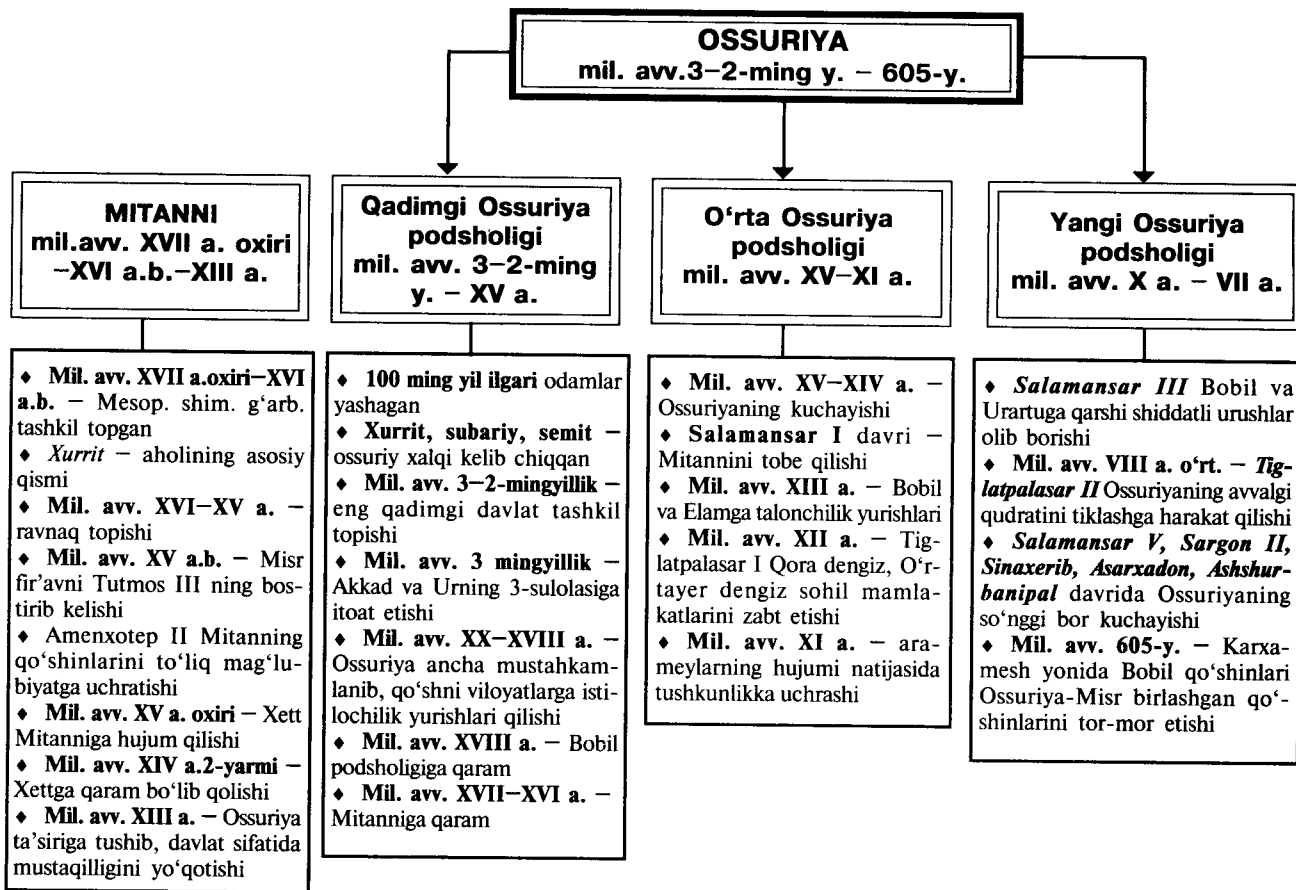 OSSURIYA
mil. avv.3–2-ming y. – 605-y.
MITANNI
mil.avv. XVII a. oxiri
–XVI a.b.–XIII a.
♦ Mil. avv. XVII a.oxiri–XVI
a.b. – Mesop. shim. g‘arb.
tashkil topgan
♦ Xurrit – aholining asosiy
qismi
♦ Mil. avv. XVI–XV a. –
ravnaq topishi
♦ Mil. avv. XV a.b. – Misr
fir’avni Tutmos III ning bos-
tirib kelishi
♦ Amenxotep II Mitanning
qo‘shinlarini to‘liq mag‘lu-
biyatga uchratishi
♦ Mil. avv. XV a. oxiri – Xett
Mitanniga hujum qilishi
♦ Mil. avv. XIV a.2-yarmi –
Xettga qaram bo‘lib qolishi
♦ Mil. avv. XIII a. – Ossuriya
ta’siriga tushib, davlat sifatida
mustaqilligini yo‘qotishi
Qadimgi Ossuriya
podsholigi
mil. avv. 3–2-ming
y. – XV a.
♦ 100 ming yil ilgari odamlar
yashagan
♦ Xurrit, subariy, semit –
ossuriy xalqi kelib chiqqan
♦ Mil. avv. 3–2-mingyillik –
eng qadimgi davlat tashkil
topishi
♦ Mil. avv. 3 mingyillik –
Akkad va Urning 3-sulolasiga
itoat etishi
♦ Mil. avv. XX–XVIII a. –
Ossuriya ancha mustahkam-
lanib, qo‘shni viloyatlarga isti-
lochilik yurishlari qilishi
♦ Mil. avv. XVIII a. – Bobil
podsholigiga qaram
♦ Mil. avv. XVII–XVI a. –
Mitanniga qaram
O‘rta Ossuriya
podsholigi
mil. avv. XV–XI a.
♦ Mil. avv. XV–XIV a. –
Ossuriyaning kuchayishi
♦ Salamansar I davri –
Mitannini tobe qilishi
♦ Mil. avv. XIII a. – Bobil
va Elamga talonchilik yurishlari
♦ Mil. avv. XII a. – Tig-
latpalasar I Qora dengiz, O‘r-
tayer dengiz sohil mamla-
katlarini zabt etishi
♦ Mil. avv. XI a. – ara-
meylarning hujumi natijasida
tushkunlikka uchrashi
Yangi Ossuriya
podsholigi
mil. avv. X a. – VII a.
♦ Salamansar III Bobil va
Urartuga qarshi shiddatli urushlar
olib borishi
♦ Mil. avv. VIII a. o‘rt. – Tig-
latpalasar II Ossuriyaning avvalgi
qudratini tiklashga harakat qilishi
♦ Salamansar V, Sargon II,
Sinaxerib, Asarxadon, Ashshur-
banipal davrida Ossuriyaning
so‘nggi bor kuchayishi
♦ Mil. avv. 605-y. – Karxa-
mesh yonida Bobil qo‘shinlari
Ossuriya-Misr birlashgan qo‘-
shinlarini tor-mor etishi